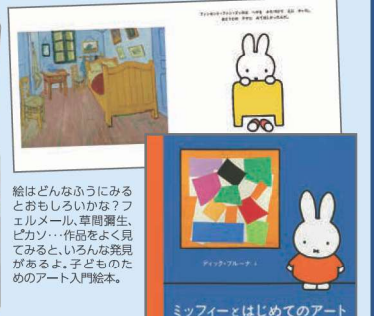 絵はどんなふうにみる
とおもしろいかな?フ
ェルメール、草間彌生、
ピカソ・・・作品をよく見
てみると、いろんな発見
があるよ。子どものた
めのアート入門絵本。
ディック・ブルーナ
ミッフィーとはじめてのアート